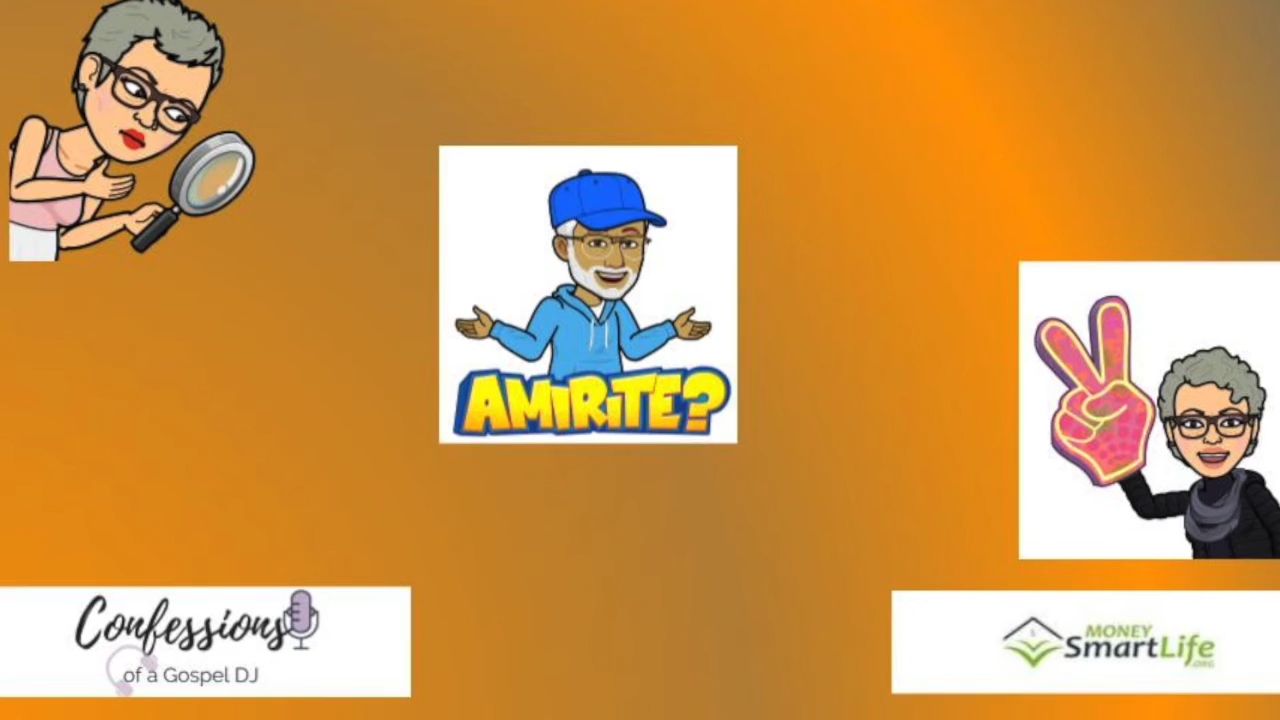 AMIRITE?
Confessions
of a Gospel DJ
MONEY
SmartLife
.ORG